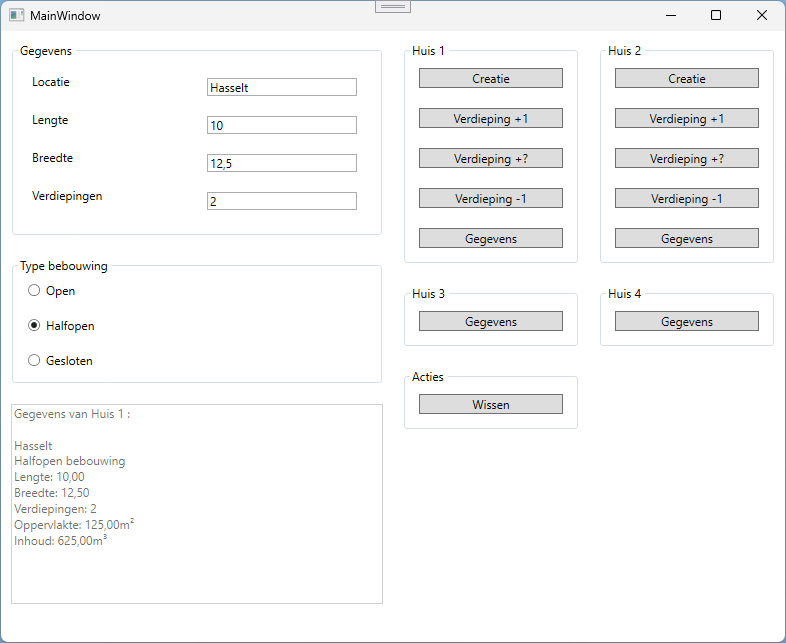 MainWindow
Gegevens
Locatie
Hasselt
Lengte
10
Breedte
12,5
Verdiepingen
2
Type bebouwing
Open
Halfopen
Gesloten
Gegevens van Huis 1 :
Hasselt
Halfopen bebouwing
Lengte: 10,00
Breedte: 12,50
Verdiepingen: 2
Oppervlakte: 125,00m²
Inhoud: 625,00m³
Huis 1
Creatie
Verdieping +1
Verdieping +?
Verdieping -1
Gegevens
Huis 2
Creatie
Verdieping +1
Verdieping +?
Verdieping -1
Gegevens
Huis 3
Gegevens
Huis 4
Gegevens
Acties
Wissen